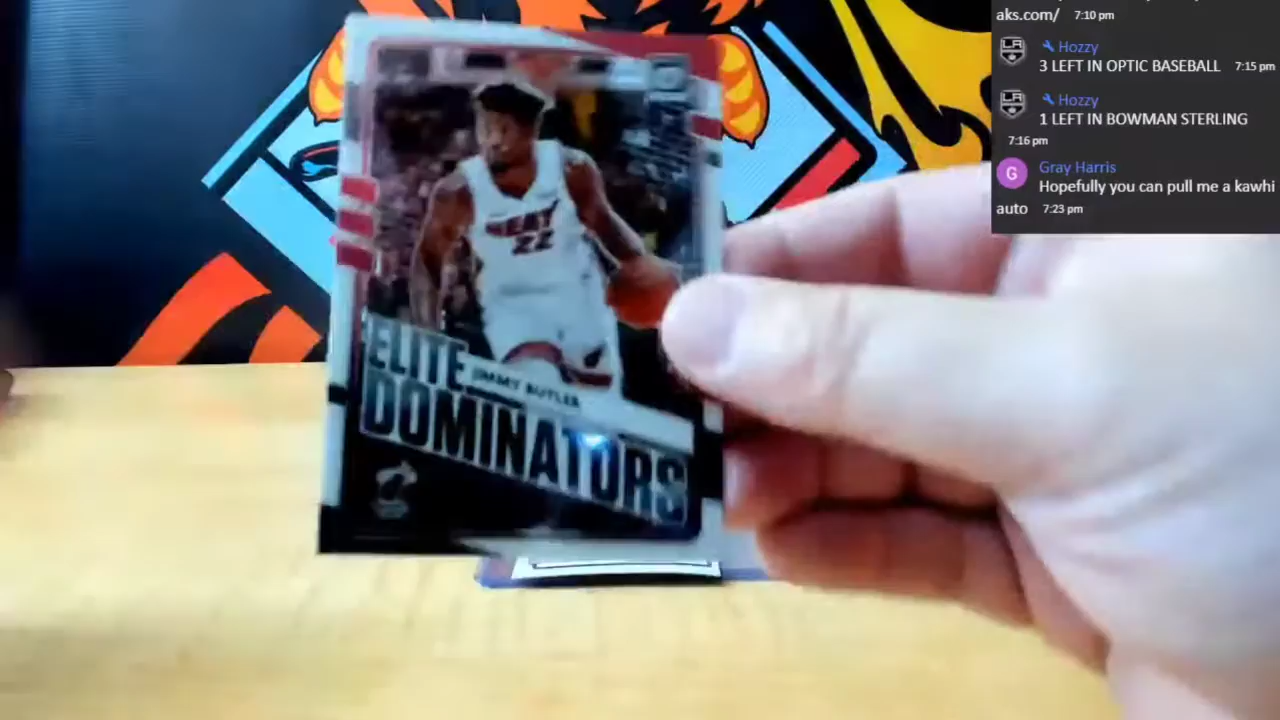 aks.com/ 7:10 pm
Hozzy
3 LEFT IN OPTIC BASEBALL 7:15 pm
Hozzy
1 LEFT IN BOWMAN STERLING
7:16 pm
Gray Harris
Hopefully you can pull me a kawhi
auto 7:23 pm
G
LA
LA
HEAT
22
ELITE
JIMMY BUTLER
DOMINATORS